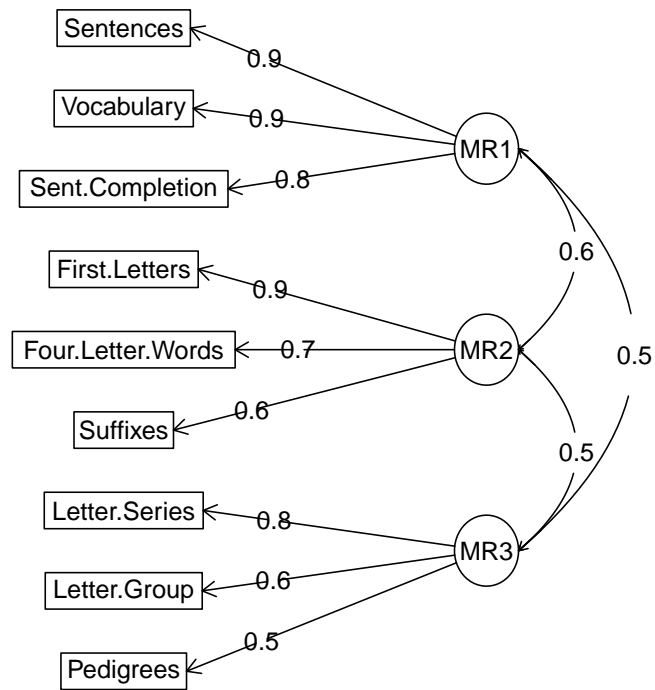 Sentences
0.9
Vocabulary
0.9
MR1
Sent.Completion
0.8
0.6
First.Letters
0.9
Four.Letter.Words
0.7
MR2
0.5
Suffixes
0.6
0.5
Letter.Series
0.8
MR3
Letter.Group
0.6
0.5
Pedigrees